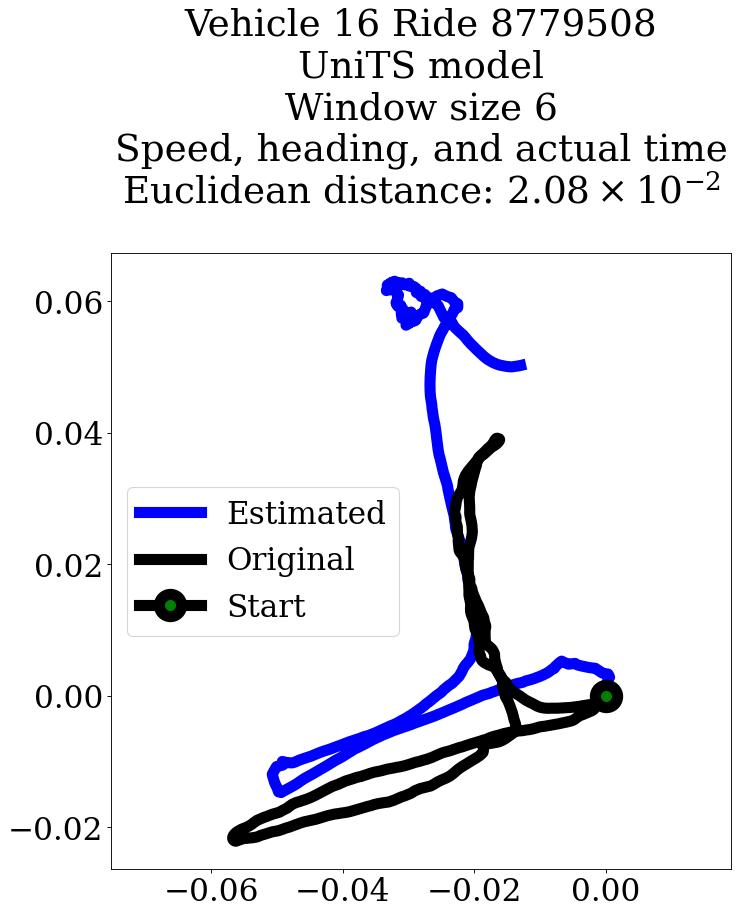 Vehicle 16 Ride 8779508
UniTS model
Window size 6
Speed, heading, and actual time
Euclidean distance: 2.08 × 10⁻²
0.06
0.04
Estimated
Original
0.02
Start
0.00
−0.02
−0.06 −0.04 −0.02 0.00